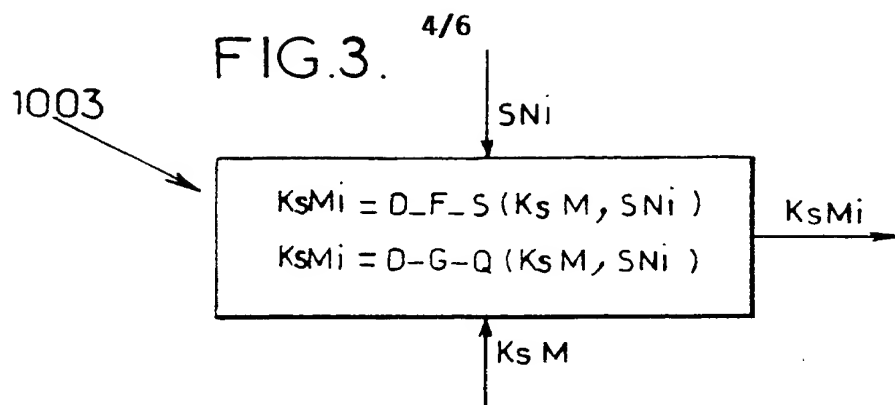 4/6
FIG.3.
1003
SNi
KsMi = D_F_S (Ks M, SNi )
KsMi = D-G-Q (Ks M, SNi )
KsMi
Ks M